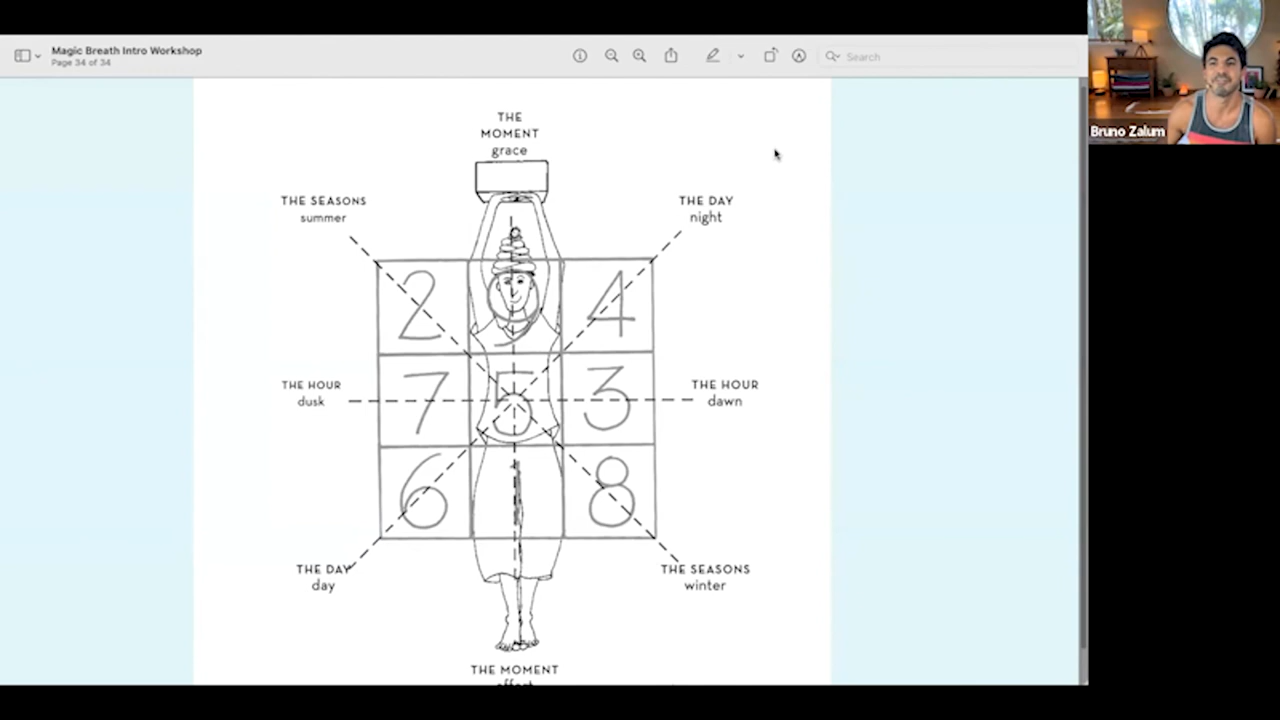 Magic Breath Intro Workshop
Page 34 of 34
Search
Bruno Zalum
THE
MOMENT
grace
THE SEASONS
summer
THE DAY
night
2 9 4
THE HOUR
dusk
7 5 3
THE HOUR
dawn
6 8
THE DAY
day
THE SEASONS
winter
THE MOMENT